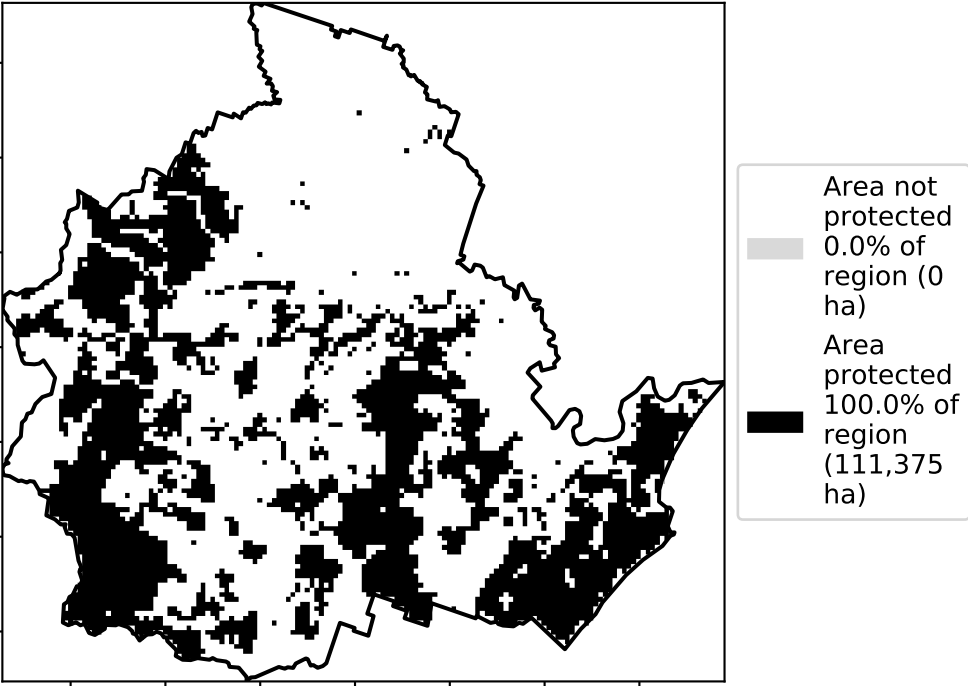 Area not
protected
0.0% of
region (0
ha)
Area
protected
100.0% of
region
(111,375
ha)